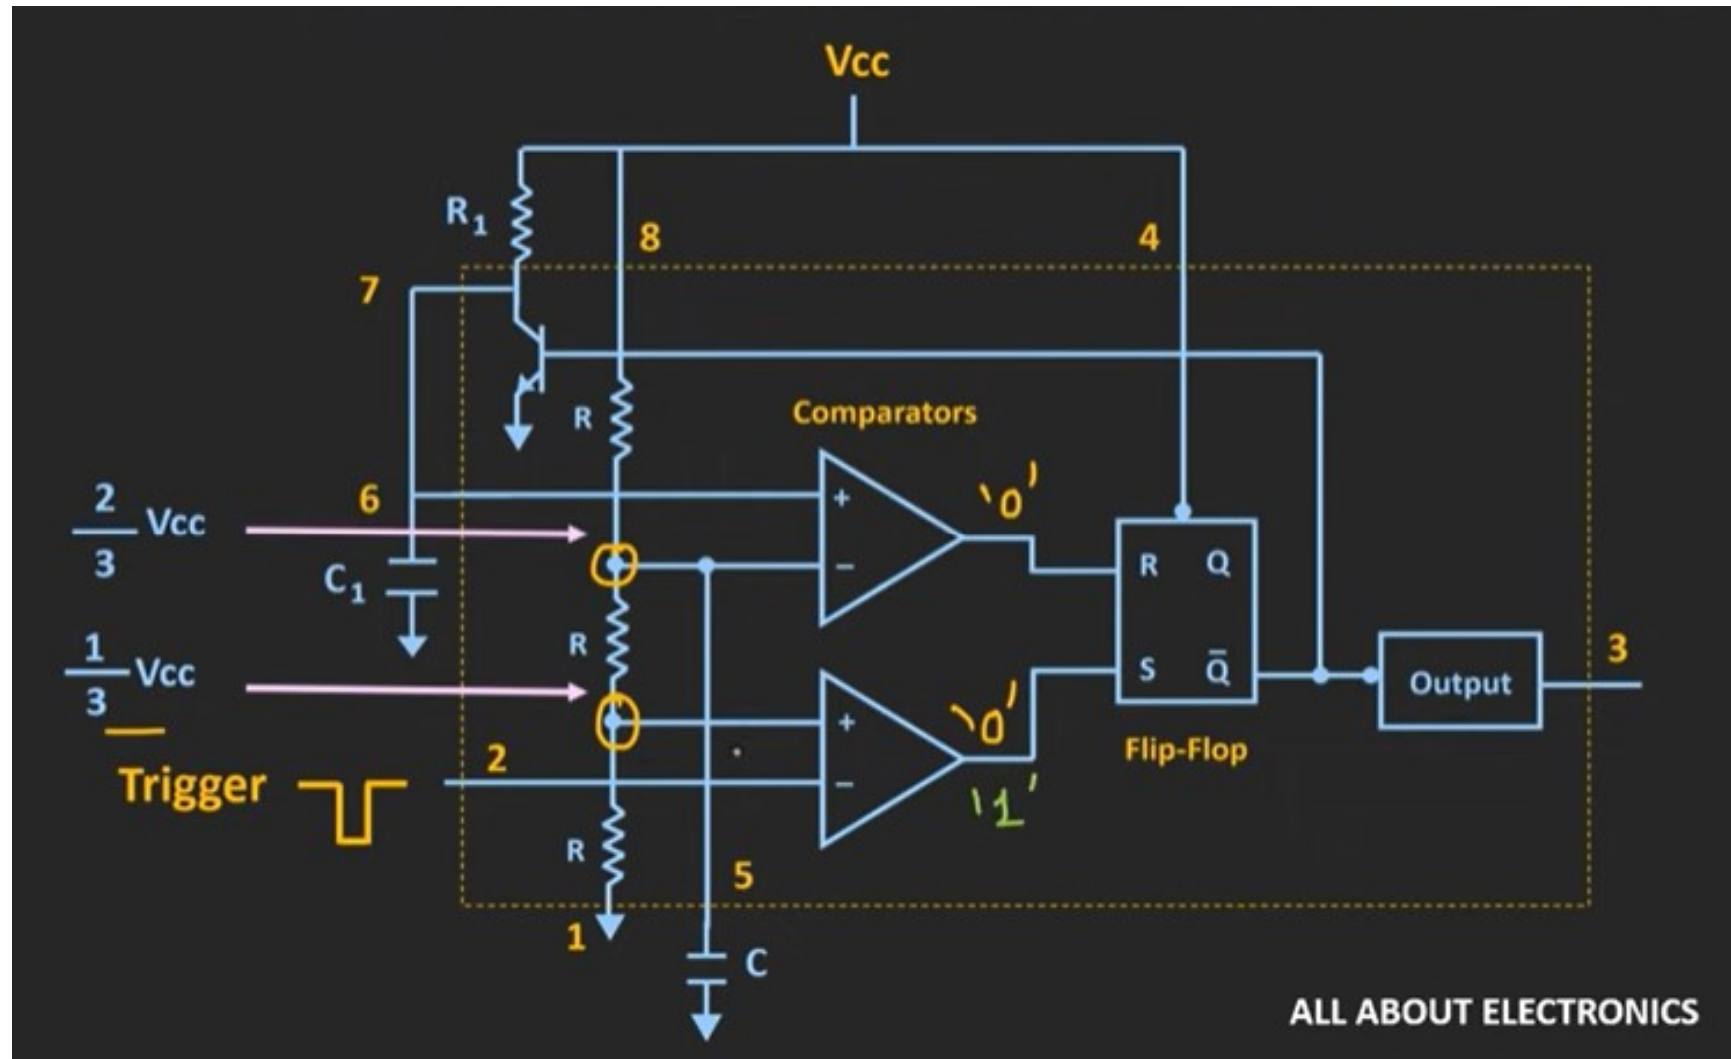 Vcc
R1
8
4
7
R
Comparators
2/3 Vcc
6
+
'0'
C1
−
R Q
R
1/3 Vcc
S Q̅
Output
3
+
'0'
Flip-Flop
2
Trigger
−
'1'
R
5
1
C
ALL ABOUT ELECTRONICS